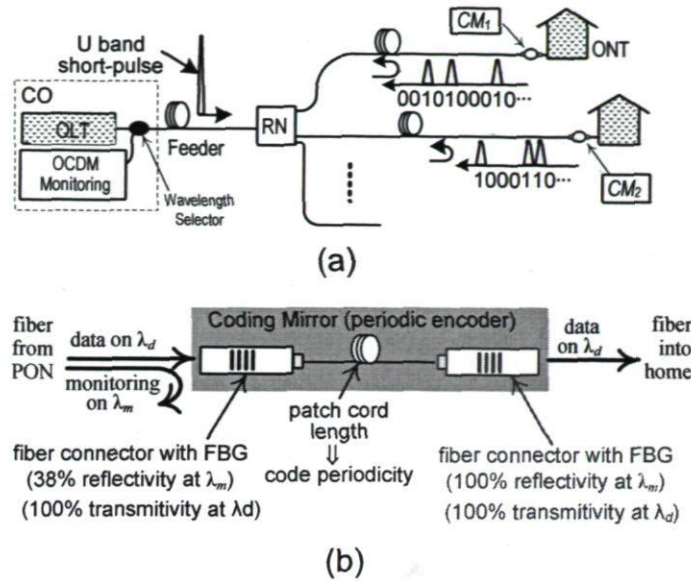 (a)
U band
short-pulse
CM1
ONT
0010100010...
CO
OLT
RN
Feeder
OCDM
Monitoring
Wavelength
Selector
1000110...
CM2
(a)
Coding Mirror (periodic encoder)
fiber
from
PON
data on λd
monitoring
on λm
data on
λd
fiber
into
home
patch cord
length
⇓
code periodicity
fiber connector with FBG
(38% reflectivity at λm)
(100% transmitivity at λd)
fiber connector with FBG
(100% reflectivity at λm)
(100% transmitivity at λd)
(b)